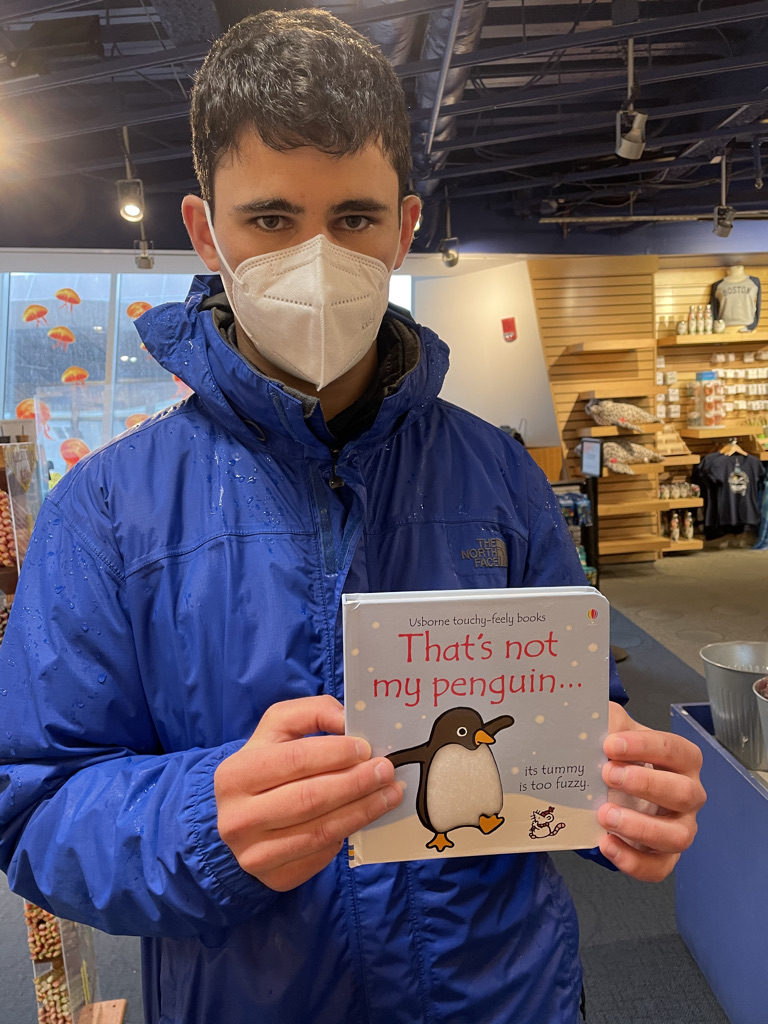 BOSTON
THE
NORTH
FACE
Usborne touchy-feely books
That's not
my penguin...
its tummy
is too fuzzy.